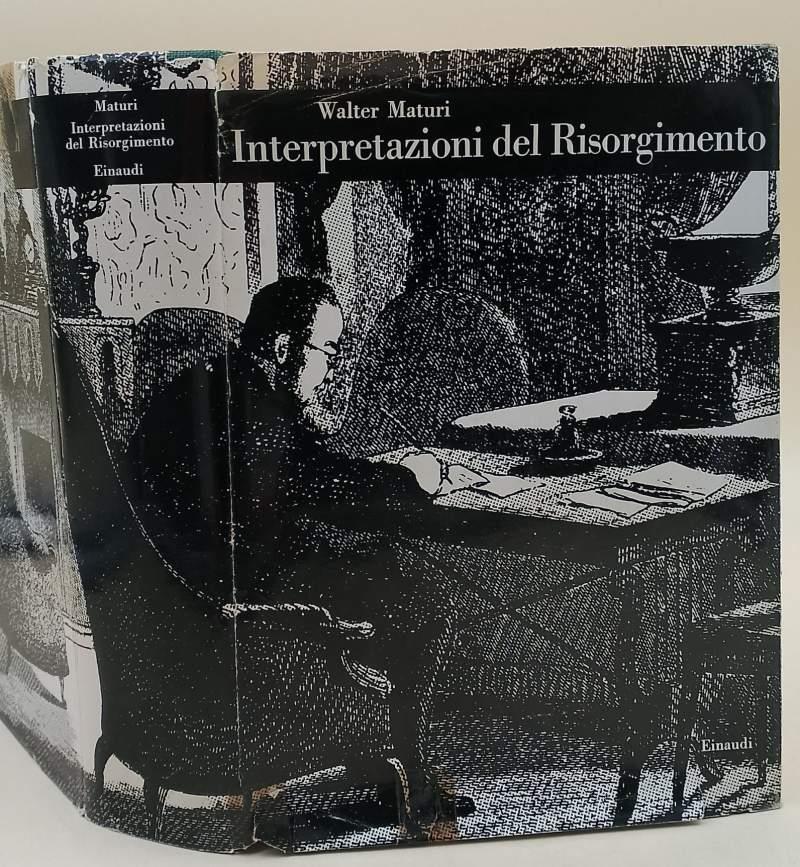 Maturi
Interpretazioni
del Risorgimento
Einaudi
Walter Maturi
Interpretazioni del Risorgimento
Einaudi